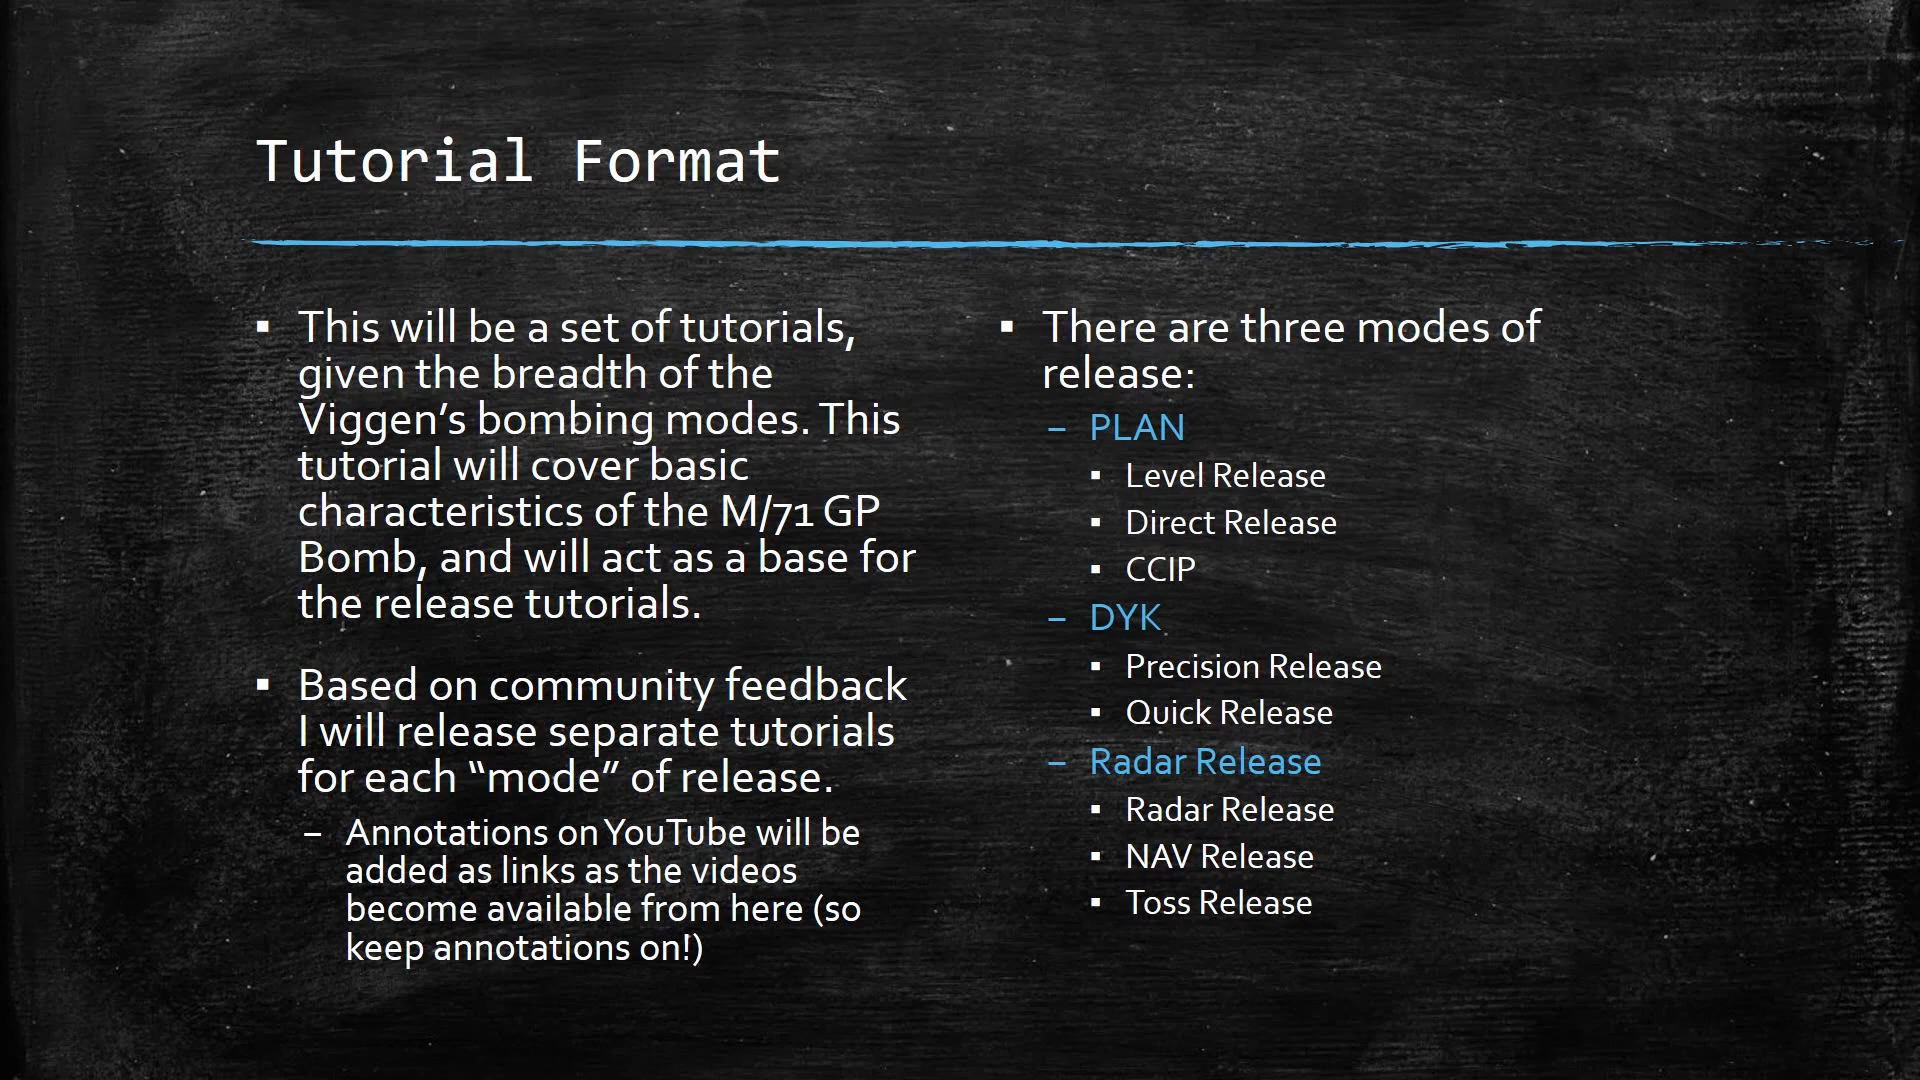 Tutorial Format
▪ This will be a set of tutorials,
given the breadth of the
Viggen’s bombing modes. This
tutorial will cover basic
characteristics of the M/71 GP
Bomb, and will act as a base for
the release tutorials.
▪ Based on community feedback
I will release separate tutorials
for each “mode” of release.
– Annotations on YouTube will be
added as links as the videos
become available from here (so
keep annotations on!)
▪ There are three modes of
release:
– PLAN
▪ Level Release
▪ Direct Release
▪ CCIP
– DYK
▪ Precision Release
▪ Quick Release
– Radar Release
▪ Radar Release
▪ NAV Release
▪ Toss Release